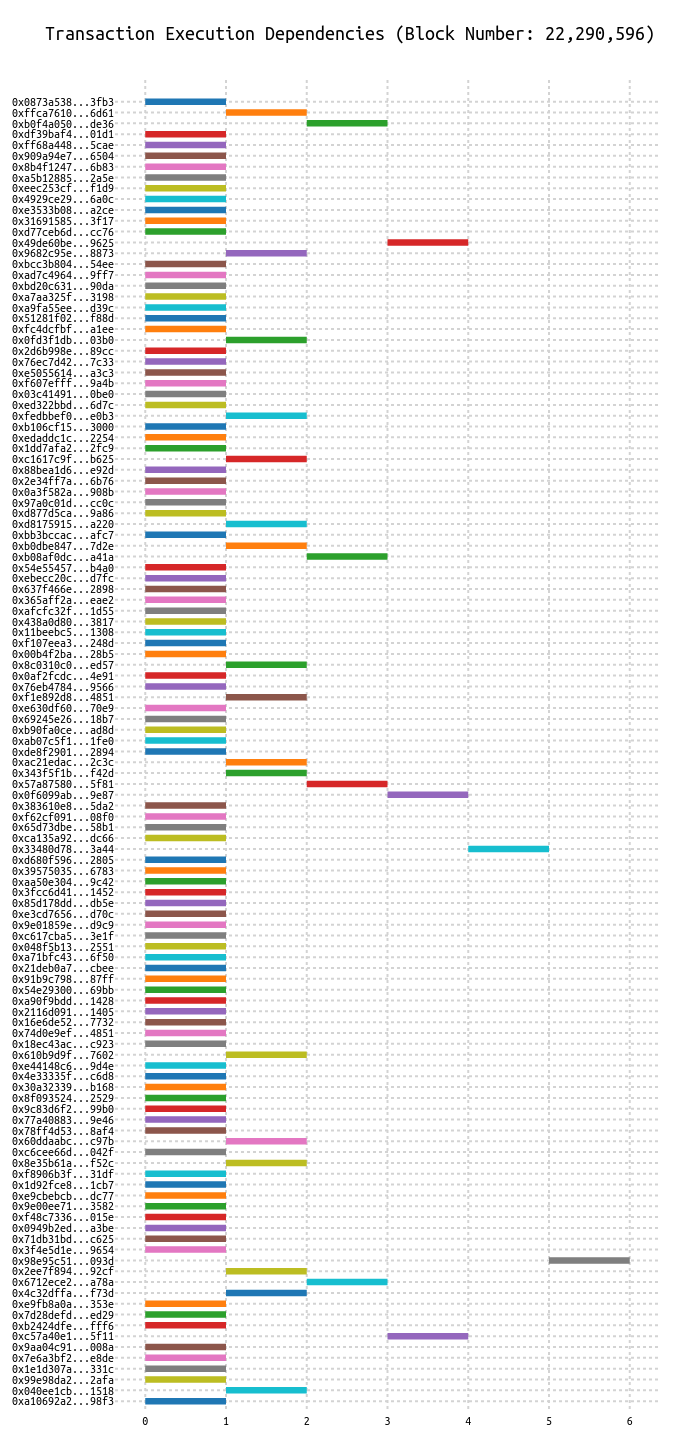 Transaction Execution Dependencies (Block Number: 22,290,596)
0x0873a538...3fb3
0xffca7610...6d61
0xb0f4a050...de36
0xdf39baf4...01d1
0xff68a448...5cae
0x909a94e7...6504
0x8b4f1247...6b83
0xa5b12885...2a5e
0xeec253cf...f1d9
0x4929ce29...6a0c
0xe3533b08...a2ce
0x31691585...3f17
0xd77ceb6d...cc76
0x49de60be...9625
0x9682c95e...8873
0xbcc3b804...54ee
0xad7c4964...9ff7
0xbd20c631...90da
0xa7aa325f...3198
0xa9fa55ee...d39c
0x51281f02...f88d
0xfc4dcfbf...a1ee
0x0fd3f1db...03b0
0x2d6b998e...89cc
0x76ec7d42...7c33
0xe5055614...a3c3
0xf607efff...9a4b
0x03c41491...0be0
0xed322bbd...6d7c
0xfedbbef0...e0b3
0xb106cf15...3000
0xedaddc1c...2254
0x1dd7afa2...2fc9
0xc1617c9f...b625
0x88bea1d6...e92d
0x2e34ff7a...6b76
0x0a3f582a...908b
0x97a0c01d...cc0c
0xd877d5ca...9a86
0xd8175915...a220
0xbb3bccac...afc7
0xb0dbe847...7d2e
0xb08af0dc...a41a
0x54e55457...b4a0
0xebecc20c...d7fc
0x637f466e...2898
0x365aff2a...eae2
0xafcfc32f...1d55
0x438a0d80...3817
0x11beebc5...1308
0xf107eea3...248d
0x00b4f2ba...28b5
0x8c0310c0...ed57
0x0af2fcdc...4e91
0x76eb4784...9566
0xf1e892d8...4851
0xe630df60...70e9
0x69245e26...18b7
0xb90fa0ce...ad8d
0xab07c5f1...1fe0
0xde8f2901...2894
0xac21edac...2c3c
0x343f5f1b...f42d
0x57a87580...5f81
0x0f6099ab...9e87
0x383610e8...5da2
0xf62cf091...08f0
0x65d73dbe...58b1
0xca135a92...dc66
0x33480d78...3a44
0xd680f596...2805
0x39575035...6783
0xaa50e304...9c42
0x3fcc6d41...1452
0x85d178dd...db5e
0xe3cd7656...d70c
0x9e01859e...d9c9
0xc617cba5...3e1f
0x048f5b13...2551
0xa71bfc43...6f50
0x21deb0a7...cbee
0x91b9c798...87ff
0x54e29300...69bb
0xa90f9bdd...1428
0x2116d091...1405
0x16e6de52...7732
0x74d0e9ef...4851
0x18ec43ac...c923
0x610b9d9f...7602
0xe44148c6...9d4e
0x4e33335f...c6d8
0x30a32339...b168
0x8f093524...2529
0x9c83d6f2...99b0
0x77a40883...9e46
0x78ff4d53...8af4
0x60ddaabc...c97b
0xc6cee66d...042f
0x8e35b61a...f52c
0xf8906b3f...31df
0x1d92fce8...1cb7
0xe9cbebcb...dc77
0x9e00ee71...3582
0xf48c7336...015e
0x0949b2ed...a3be
0x71db31bd...c625
0x3f4e5d1e...9654
0x98e95c51...093d
0x2ee7f894...92cf
0x6712ece2...a78a
0x4c32dffa...f73d
0xe9fb8a0a...353e
0x7d28defd...ed29
0xb2424dfe...fff6
0xc57a40e1...5f11
0x9aa04c91...008a
0x7e6a3bf2...e8de
0x1e1d307a...331c
0x99e98da2...2afa
0x040ee1cb...1518
0xa10692a2...98f3
0 1 2 3 4 5 6